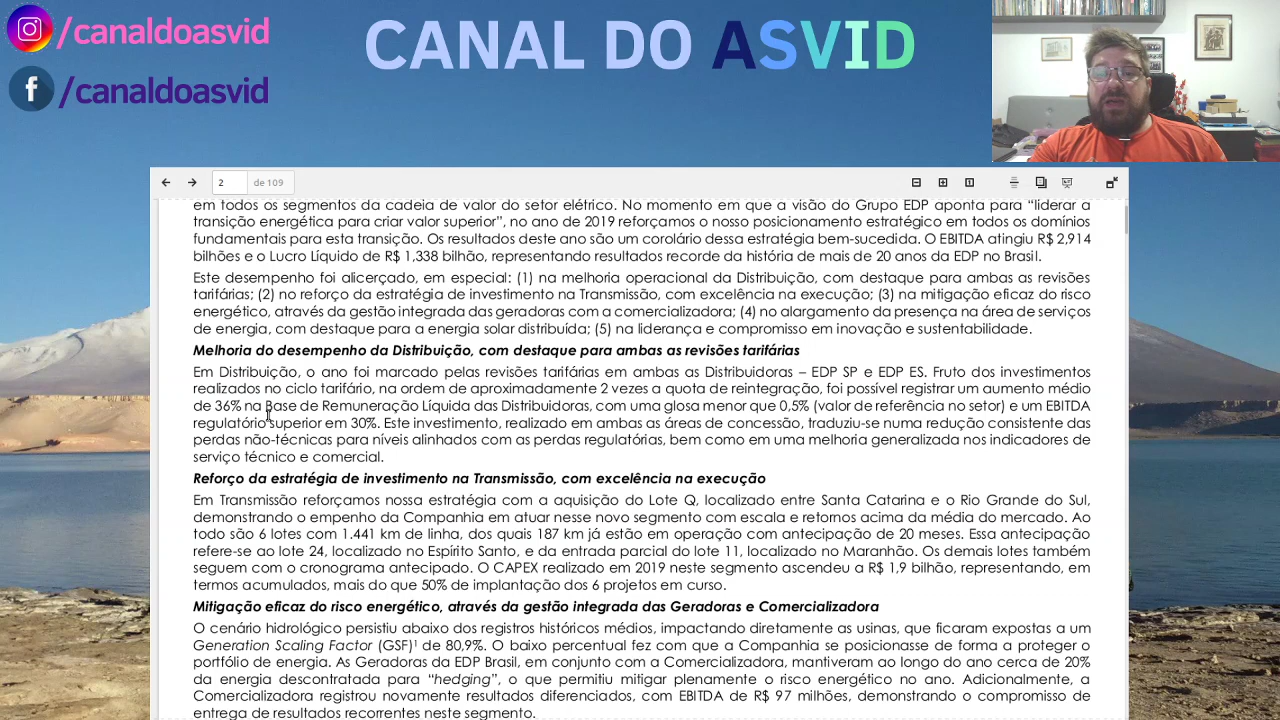 /canaldoasvid
CANAL DO ASVID
f /canaldoasvid
2 de 109
em todos os segmentos da cadeia de valor do setor elétrico. No momento em que a visão do Grupo EDP aponta para “liderar a
transição energética para criar valor superior”, no ano de 2019 reforçamos o nosso posicionamento estratégico em todos os domínios
fundamentais para esta transição. Os resultados deste ano são um corolário dessa estratégia bem-sucedida. O EBITDA atingiu R$ 2,914
bilhões e o Lucro Líquido de R$ 1,338 bilhão, representando resultados recorde da história de mais de 20 anos da EDP no Brasil.
Este desempenho foi alicerçado, em especial: (1) na melhoria operacional da Distribuição, com destaque para ambas as revisões
tarifárias; (2) no reforço da estratégia de investimento na Transmissão, com excelência na execução; (3) na mitigação eficaz do risco
energético, através da gestão integrada das geradoras com a comercializadora; (4) no alargamento da presença na área de serviços
de energia, com destaque para a energia solar distribuída; (5) na liderança e compromisso em inovação e sustentabilidade.
Melhoria do desempenho da Distribuição, com destaque para ambas as revisões tarifárias
Em Distribuição, o ano foi marcado pelas revisões tarifárias em ambas as Distribuidoras – EDP SP e EDP ES. Fruto dos investimentos
realizados no ciclo tarifário, na ordem de aproximadamente 2 vezes a quota de reintegração, foi possível registrar um aumento médio
de 36% na Base de Remuneração Líquida das Distribuidoras, com uma glosa menor que 0,5% (valor de referência no setor) e um EBITDA
regulatório superior em 30%. Este investimento, realizado em ambas as áreas de concessão, traduziu-se numa redução consistente das
perdas não-técnicas para níveis alinhados com as perdas regulatórias, bem como em uma melhoria generalizada nos indicadores de
serviço técnico e comercial.
Reforço da estratégia de investimento na Transmissão, com excelência na execução
Em Transmissão reforçamos nossa estratégia com a aquisição do Lote Q, localizado entre Santa Catarina e o Rio Grande do Sul,
demonstrando o empenho da Companhia em atuar nesse novo segmento com escala e retornos acima da média do mercado. Ao
todo são 6 lotes com 1.441 km de linha, dos quais 187 km já estão em operação com antecipação de 20 meses. Essa antecipação
refere-se ao lote 24, localizado no Espírito Santo, e da entrada parcial do lote 11, localizado no Maranhão. Os demais lotes também
seguem com o cronograma antecipado. O CAPEX realizado em 2019 neste segmento ascendeu a R$ 1,9 bilhão, representando, em
termos acumulados, mais do que 50% de implantação dos 6 projetos em curso.
Mitigação eficaz do risco energético, através da gestão integrada das Geradoras e Comercializadora
O cenário hidrológico persistiu abaixo dos registros históricos médios, impactando diretamente as usinas, que ficaram expostas a um
Generation Scaling Factor (GSF)¹ de 80,9%. O baixo percentual fez com que a Companhia se posicionasse de forma a proteger o
portfólio de energia. As Geradoras da EDP Brasil, em conjunto com a Comercializadora, mantiveram ao longo do ano cerca de 20%
da energia descontratada para “hedging”, o que permitiu mitigar plenamente o risco energético no ano. Adicionalmente, a
Comercializadora registrou novamente resultados diferenciados, com EBITDA de R$ 97 milhões, demonstrando o compromisso de
entrega de resultados recorrentes neste segmento.